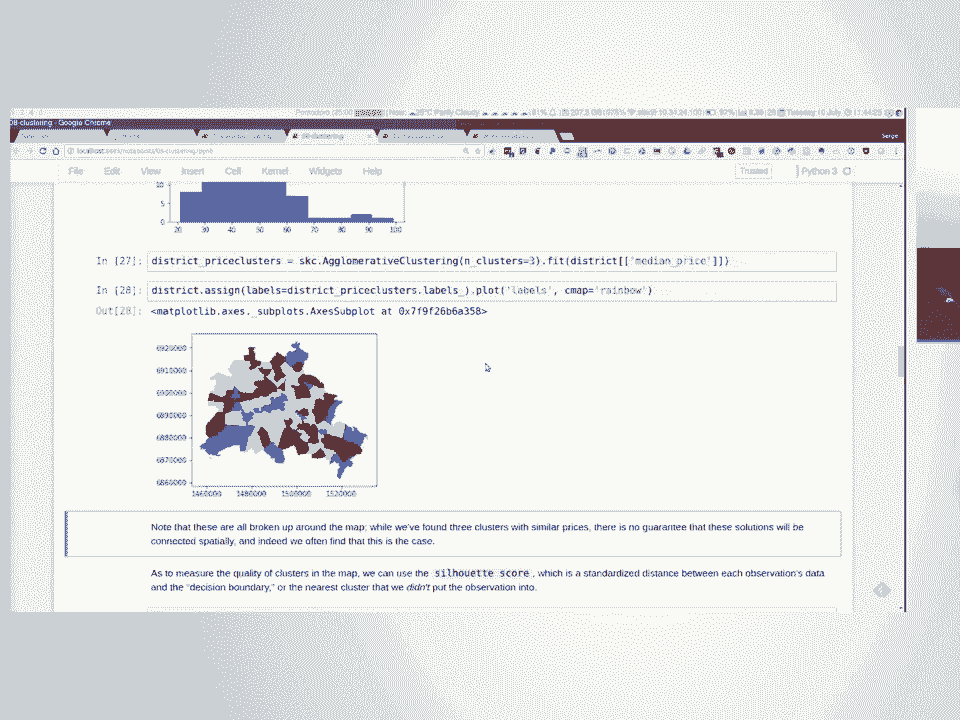 08-clustering - Google Chrome
08-clustering
Serge
File Edit View Insert Cell Kernel Widgets Help
Trusted
Python 3
10
5
0
20 30 40 50 60 70 80 90 100
In [27]: district_priceclusters = skc.AgglomerativeClustering(n_clusters=3).fit(district[['median_price']])
In [28]: district.assign(labels=district_priceclusters.labels_).plot('labels', cmap='rainbow')
Out[28]: <matplotlib.axes._subplots.AxesSubplot at 0x7f9f26b6a358>
6920000
6910000
6900000
6890000
6880000
6870000
6860000
1460000 1480000 1500000 1520000
Note that these are all broken up around the map; while we've found three clusters with similar prices, there is no guarantee that these solutions will be
connected spatially, and indeed we often find that this is the case.
As to measure the quality of clusters in the map, we can use the silhouette score, which is a standardized distance between each observation's data
and the "decision boundary," or the nearest cluster that we didn't put the observation into.